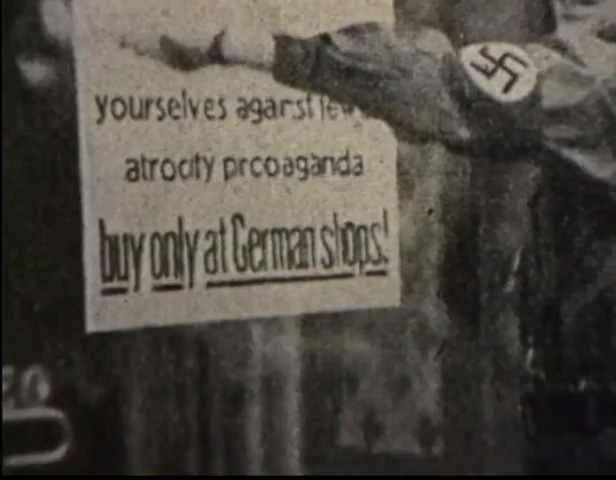 yourselves against
atrocity propaganda
buy only at German shops!